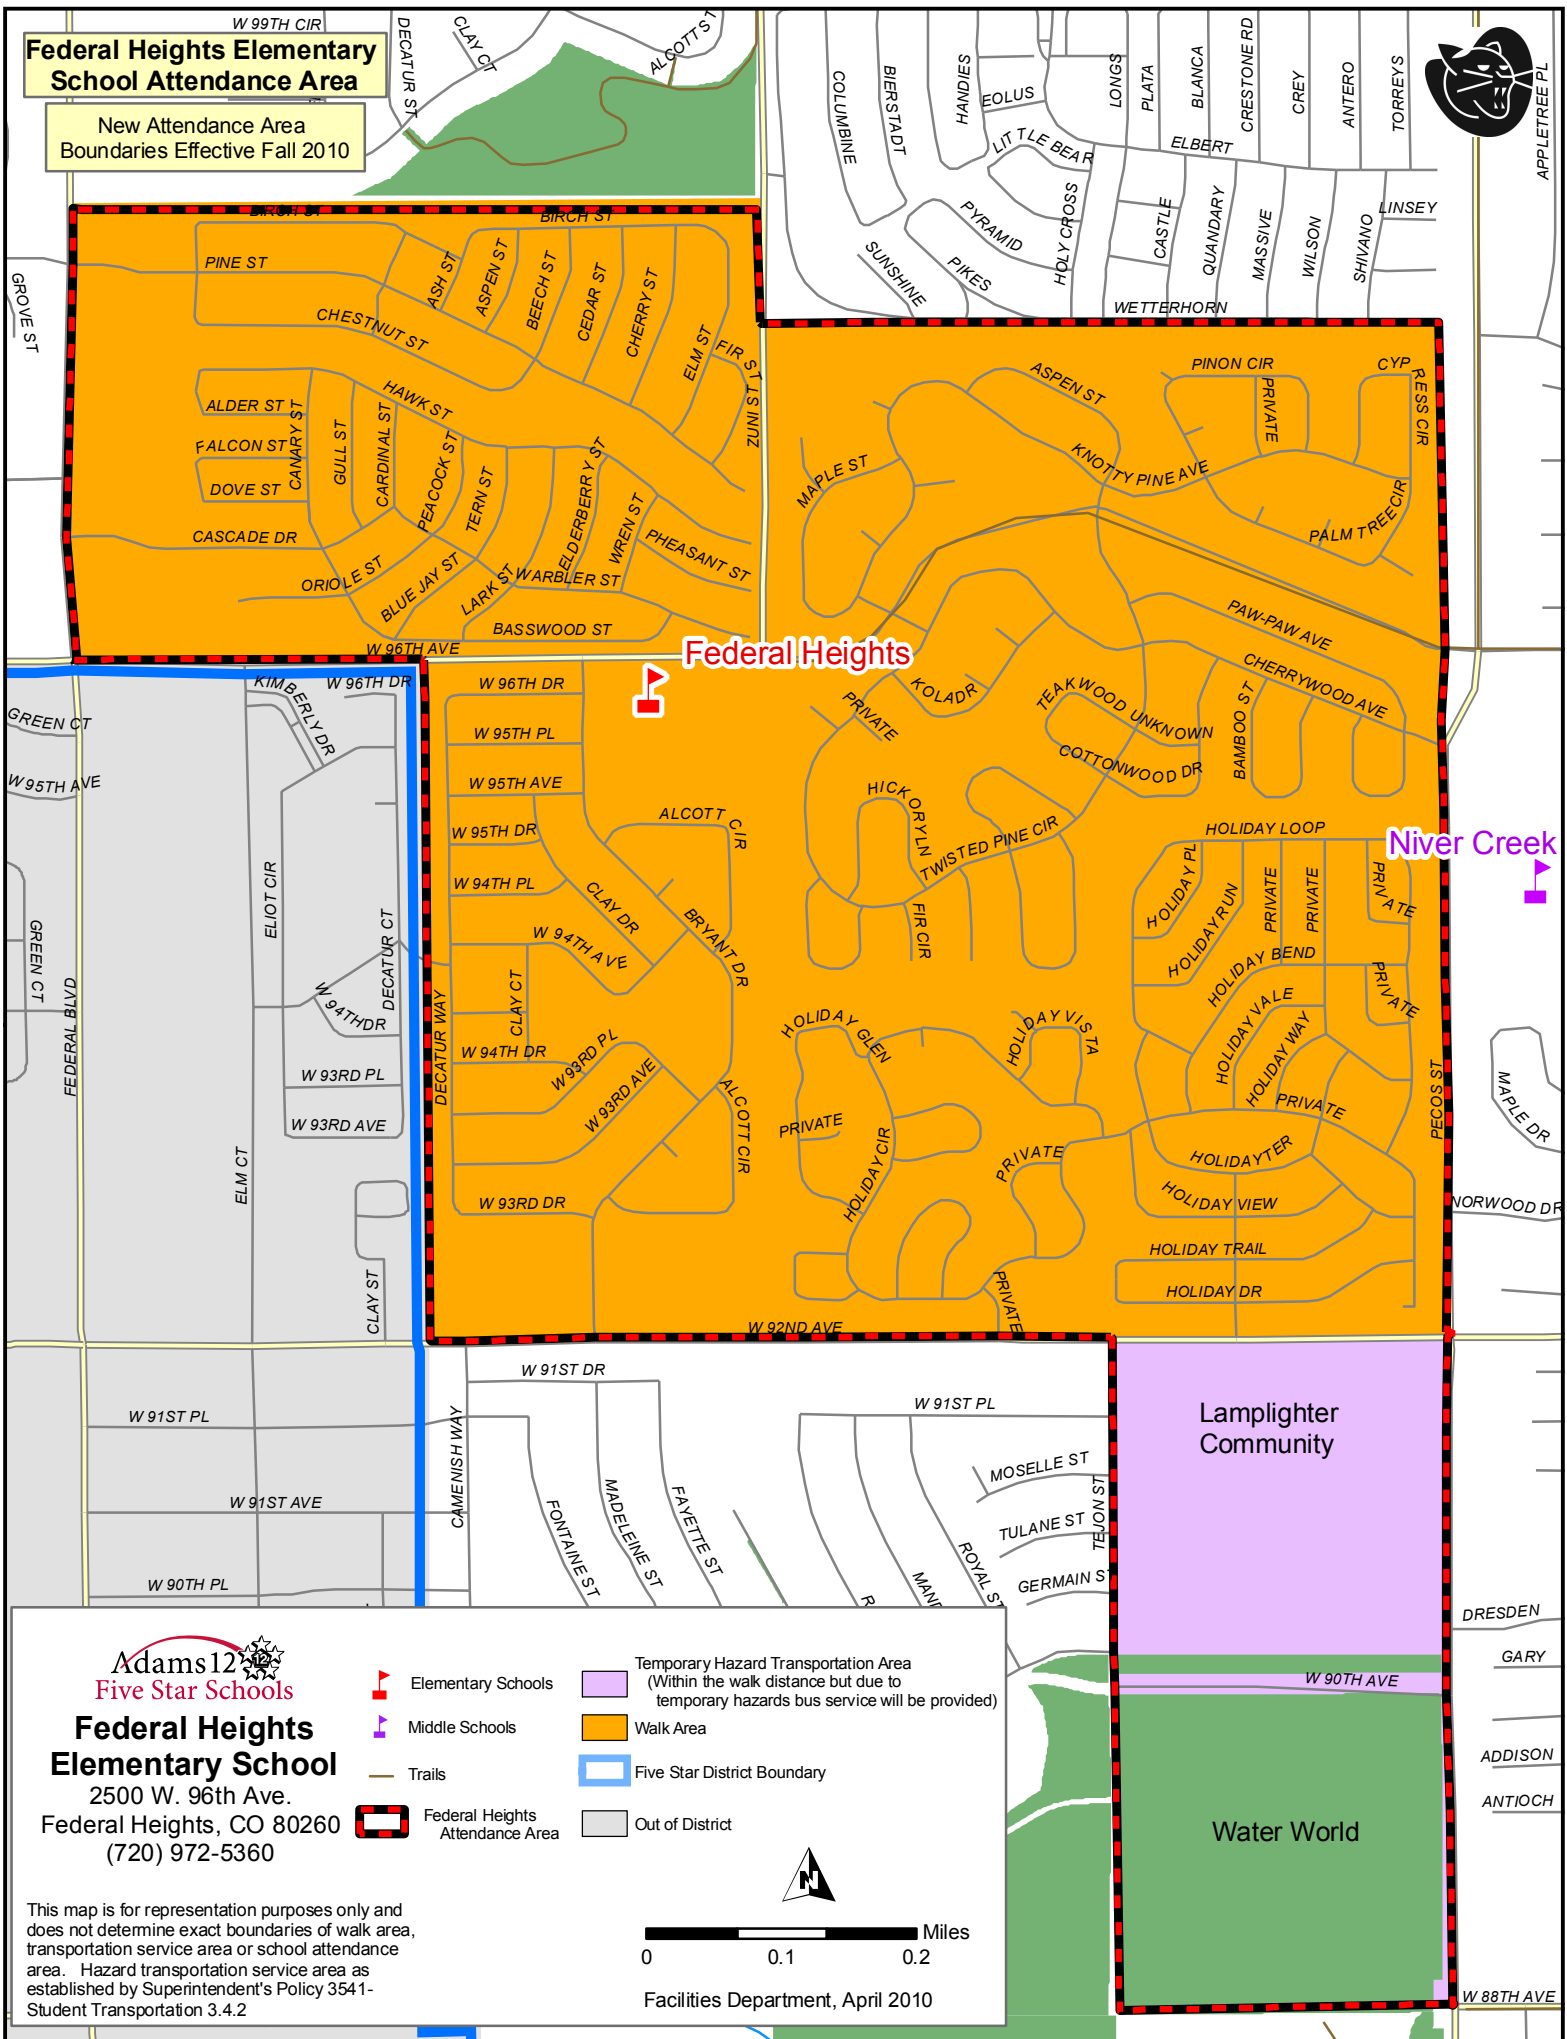 W 99TH CIR
DECATUR ST
CLAY CT
ALCOTT ST
Federal Heights Elementary
School Attendance Area
New Attendance Area
Boundaries Effective Fall 2010
COLUMBINE
BIERSTADT
HANDIES
EOLUS
LITTLE BEAR
LONGS
PLATA
BLANCA
CRESTONE RD
CREY
ANTERO
TORREYS
APPLETREE PL
ELBERT
PYRAMID
HOLY CROSS
CASTLE
QUANDARY
MASSIVE
WILSON
SHIVANO
LINSEY
SUNSHINE
PIKES
WETTERHORN
BIRCH ST
BIRCH ST
PINE ST
GROVE ST
ASH ST
ASPEN ST
BEECH ST
CEDAR ST
CHERRY ST
ELM ST
FIR ST
ZUNI ST
CHESTNUT ST
HAWK ST
ALDER ST
FALCON ST
DOVE ST
CANARY ST
GULL ST
CARDINAL ST
PEACOCK ST
TERN ST
ELDERBERRY ST
WREN ST
PHEASANT ST
CASCADE DR
ORIOLE ST
BLUE JAY ST
LARK ST
WARBLER ST
BASSWOOD ST
W 96TH AVE
ASPEN ST
PINON CIR
PRIVATE
CYPRESS CIR
MAPLE ST
KNOTTY PINE AVE
PALM TREE CIR
PAW-PAW AVE
CHERRYWOOD AVE
Federal Heights
W 96TH DR
KIMBERLY DR
W 96TH DR
GREEN CT
W 95TH AVE
W 95TH PL
W 95TH AVE
W 95TH DR
W 94TH PL
PRIVATE
KOLA DR
TEAKWOOD
UNKNOWN
COTTONWOOD DR
BAMBOO ST
ALCOTT CIR
HICKORY LN
TWISTED PINE CIR
HOLIDAY LOOP
Niver Creek
ELIOT CIR
DECATUR CT
GREEN CT
FEDERAL BLVD
W 94TH DR
CLAY DR
W 94TH AVE
BRYANT DR
FIR CIR
HOLIDAY PL
HOLIDAY RUN
PRIVATE
PRIVATE
PRIVATE
HOLIDAY BEND
PRIVATE
HOLIDAY VALE
HOLIDAY WAY
CLAY CT
W 94TH DR
DECATUR WAY
W 93RD PL
W 93RD AVE
W 93RD PL
W 93RD AVE
ALCOTT CIR
HOLIDAY GLEN
HOLIDAY VISTA
PRIVATE
HOLIDAY CIR
PRIVATE
PRIVATE
HOLIDAY TER
PECOS ST
MAPLE DR
ELM CT
W 93RD DR
HOLIDAY VIEW
NORWOOD DR
HOLIDAY TRAIL
HOLIDAY DR
PRIVATE
CLAY ST
W 92ND AVE
W 91ST DR
W 91ST PL
W 91ST PL
CAMENISH WAY
Lamplighter
Community
MOSELLE ST
W 91ST AVE
FONTAINE ST
MADELEINE ST
FAYETTE ST
TULANE ST
TEJON ST
ROYAL ST
GERMAIN ST
W 90TH PL
DRESDEN
GARY
W 90TH AVE
ADDISON
ANTIOCH
Water World
W 88TH AVE
Adams12
12
Five Star Schools
Federal Heights
Elementary School
2500 W. 96th Ave.
Federal Heights, CO 80260
(720) 972-5360
Elementary Schools
Middle Schools
Trails
Federal Heights
Attendance Area
Temporary Hazard Transportation Area
(Within the walk distance but due to
temporary hazards bus service will be provided)
Walk Area
Five Star District Boundary
Out of District
This map is for representation purposes only and
does not determine exact boundaries of walk area,
transportation service area or school attendance
area. Hazard transportation service area as
established by Superintendent's Policy 3541-
Student Transportation 3.4.2
N
Miles
0 0.1 0.2
Facilities Department, April 2010